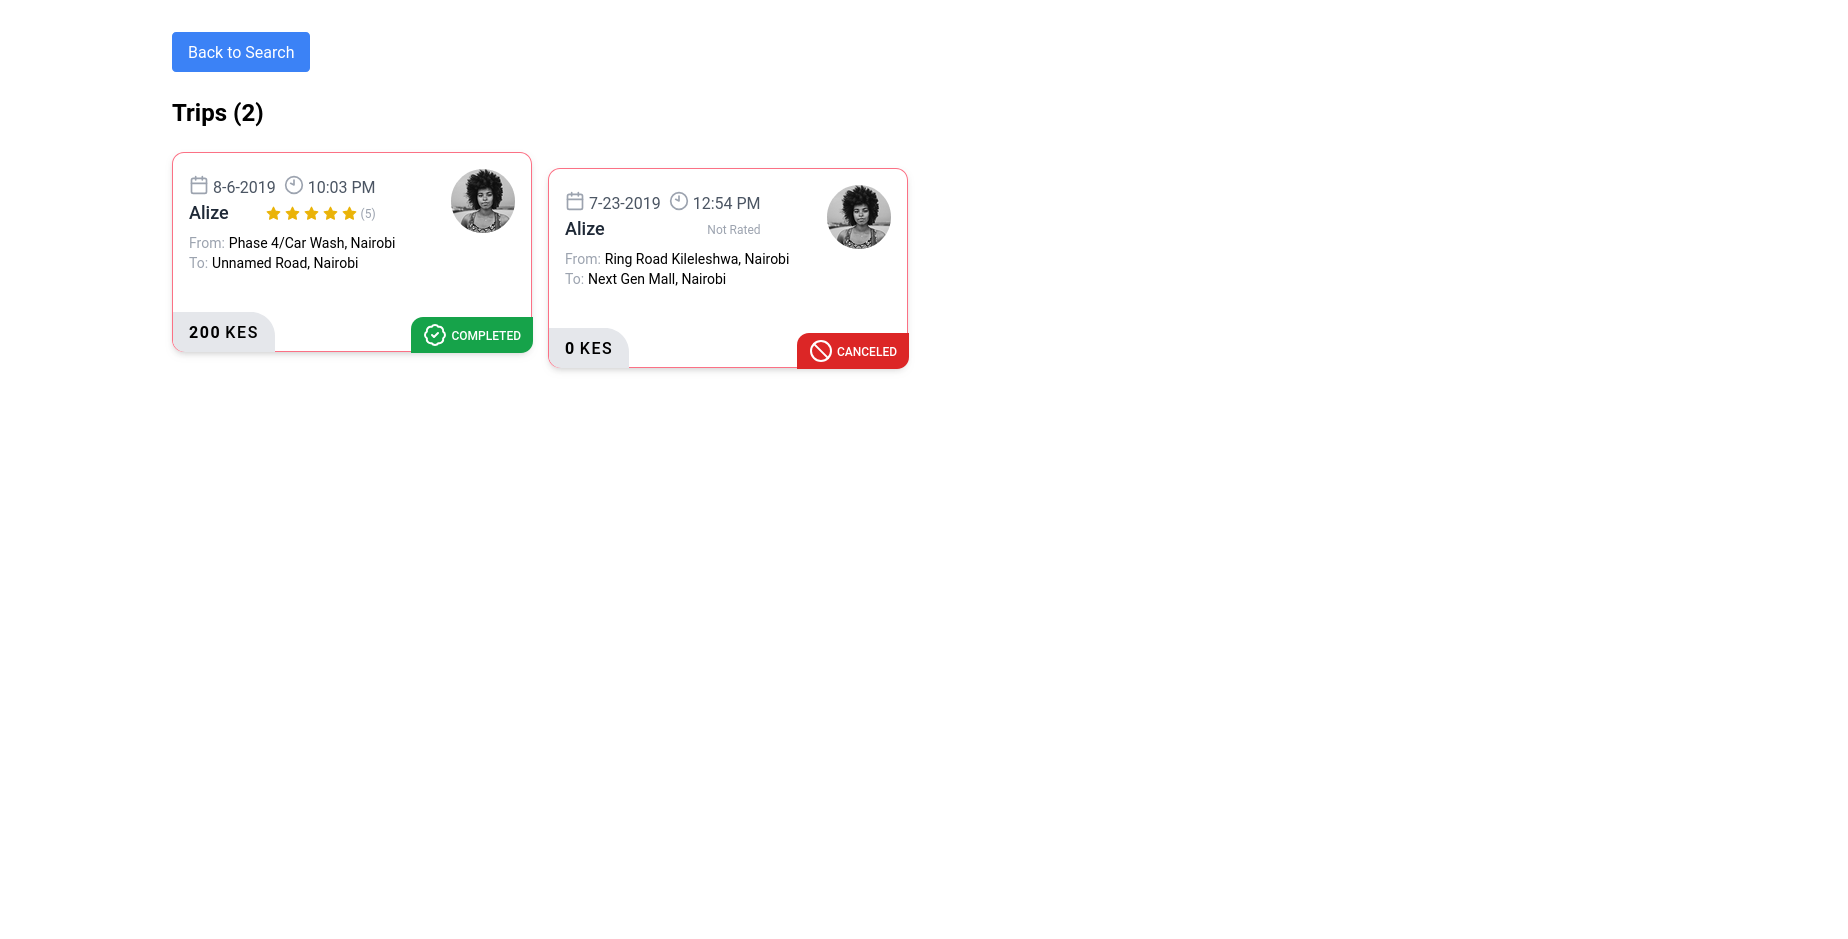 Back to Search
Trips (2)
8-6-2019 10:03 PM
Alize (5)
From: Phase 4/Car Wash, Nairobi
To: Unnamed Road, Nairobi
200 KES
COMPLETED
7-23-2019 12:54 PM
Alize Not Rated
From: Ring Road Kileleshwa, Nairobi
To: Next Gen Mall, Nairobi
0 KES
CANCELED